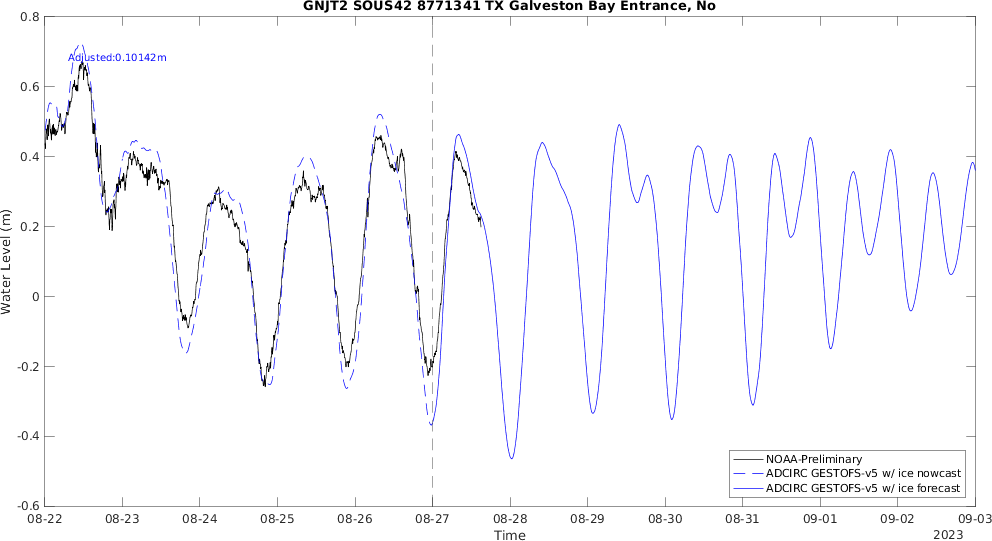 GNJT2 SOUS42 8771341 TX Galveston Bay Entrance, No
Adjusted:0.10142m
Water Level (m)
0.8
0.6
0.4
0.2
0
-0.2
-0.4
-0.6
NOAA-Preliminary
ADCIRC GESTOFS-v5 w/ ice nowcast
ADCIRC GESTOFS-v5 w/ ice forecast
08-22 08-23 08-24 08-25 08-26 08-27 08-28 08-29 08-30 08-31 09-01 09-02 09-03
Time
2023